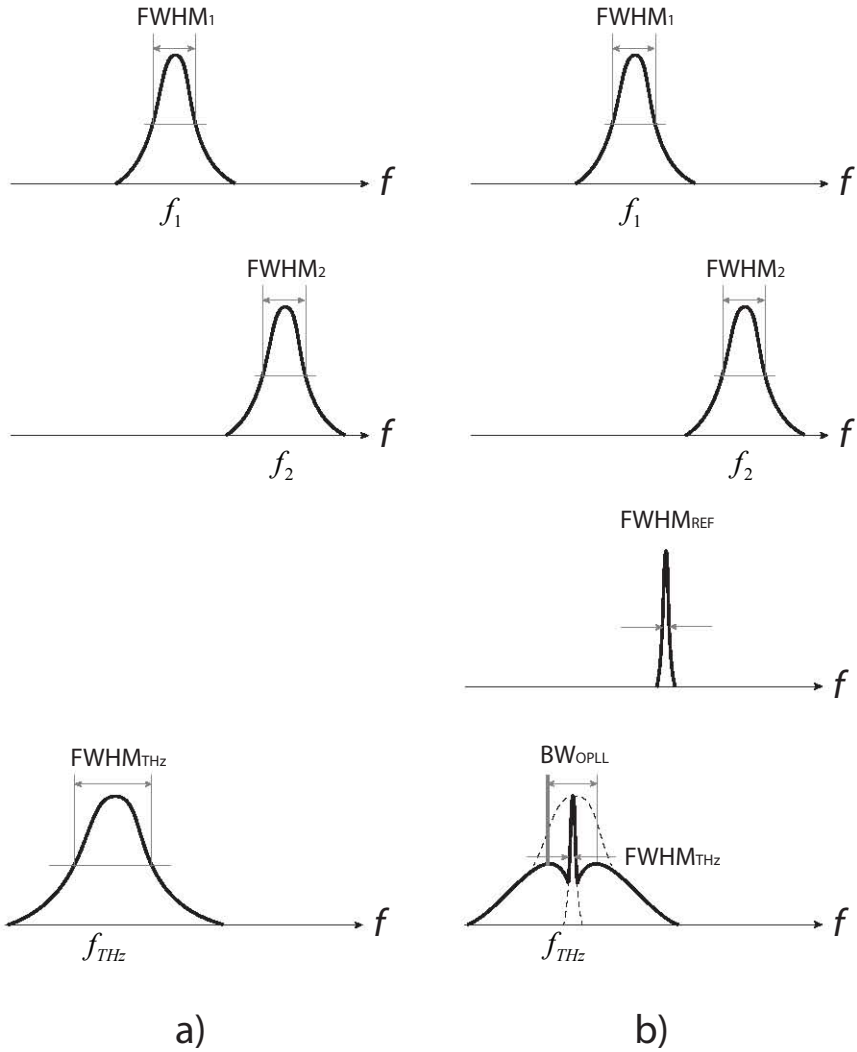 FWHM1
FWHM1
f
f
f1
f1
FWHM2
FWHM2
f
f
f2
f2
FWHMREF
f
FWHMTHz
BWOPLL
FWHMTHz
f
f
fTHz
fTHz
a)
b)